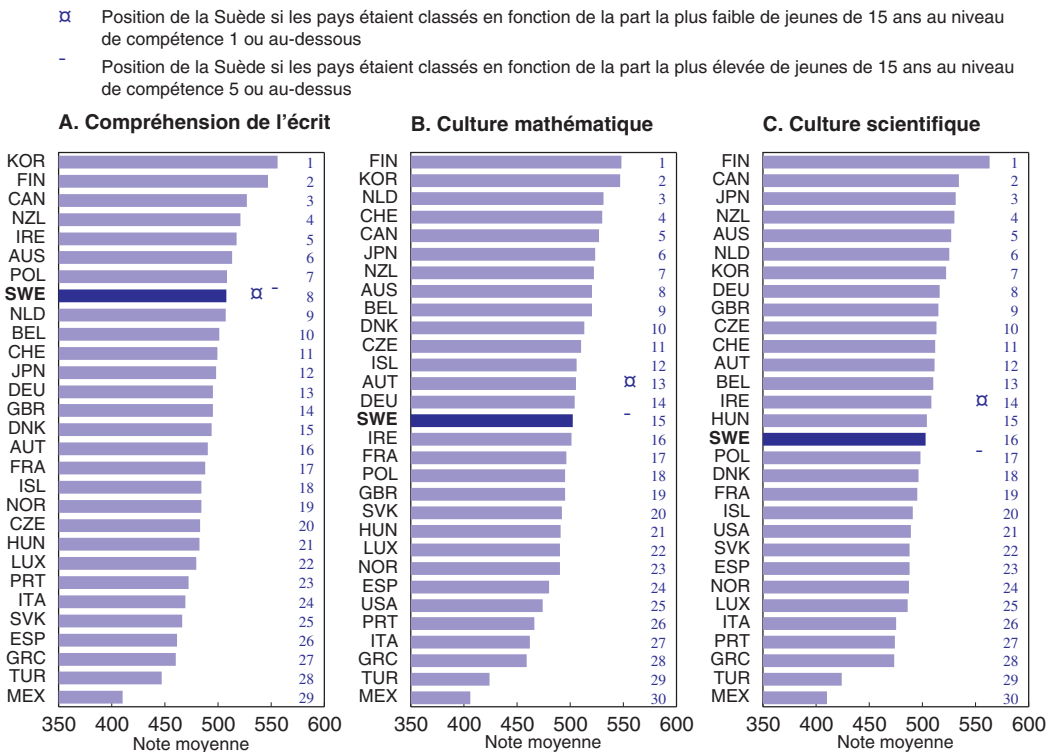 ¤ Position de la Suède si les pays étaient classés en fonction de la part la plus faible de jeunes de 15 ans au niveau
de compétence 1 ou au-dessous
- Position de la Suède si les pays étaient classés en fonction de la part la plus élevée de jeunes de 15 ans au niveau
de compétence 5 ou au-dessus
A. Compréhension de l'écrit
KOR 1
FIN 2
CAN 3
NZL 4
IRE 5
AUS 6
POL 7
SWE ¤ - 8
NLD 9
BEL 10
CHE 11
JPN 12
DEU 13
GBR 14
DNK 15
AUT 16
FRA 17
ISL 18
NOR 19
CZE 20
HUN 21
LUX 22
PRT 23
ITA 24
SVK 25
ESP 26
GRC 27
TUR 28
MEX 29
350 400 450 500 550 600
Note moyenne
B. Culture mathématique
FIN 1
KOR 2
NLD 3
CHE 4
CAN 5
JPN 6
NZL 7
AUS 8
BEL 9
DNK 10
CZE 11
ISL 12
AUT ¤ 13
DEU 14
SWE - 15
IRE 16
FRA 17
POL 18
GBR 19
SVK 20
HUN 21
LUX 22
NOR 23
ESP 24
USA 25
PRT 26
ITA 27
GRC 28
TUR 29
MEX 30
350 400 450 500 550 600
Note moyenne
C. Culture scientifique
FIN 1
CAN 2
JPN 3
NZL 4
AUS 5
NLD 6
KOR 7
DEU 8
GBR 9
CZE 10
CHE 11
AUT 12
BEL 13
IRE ¤ 14
HUN 15
SWE 16
POL - 17
DNK 18
FRA 19
ISL 20
USA 21
SVK 22
ESP 23
NOR 24
LUX 25
ITA 26
PRT 27
GRC 28
TUR 29
MEX 30
350 400 450 500 550 600
Note moyenne